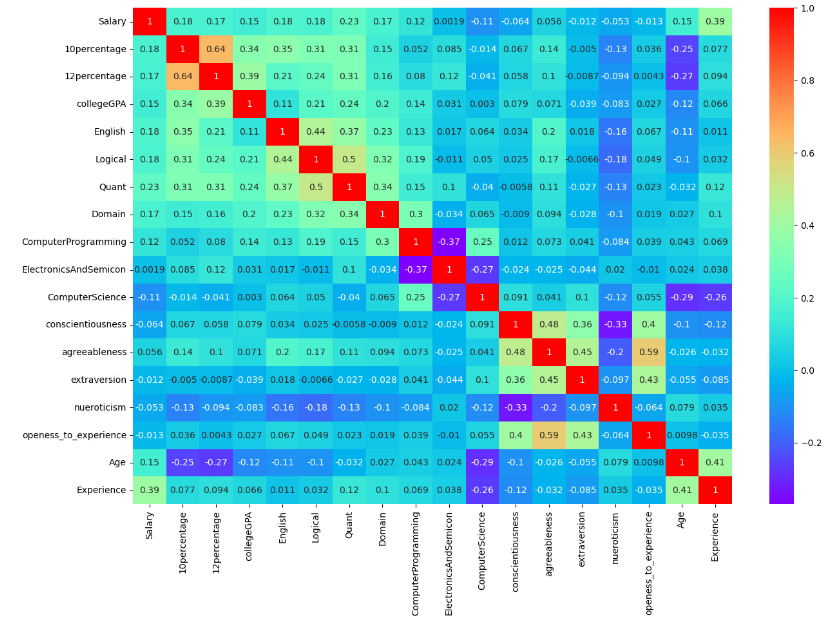 Salary 1 0.18 0.17 0.15 0.18 0.18 0.23 0.17 0.12 0.0019 -0.11 -0.064 0.056 -0.012 -0.053 -0.013 0.15 0.39
10percentage 0.18 1 0.64 0.34 0.35 0.31 0.31 0.15 0.052 0.085 -0.014 0.067 0.14 -0.005 -0.13 0.036 -0.25 0.077
12percentage 0.17 0.64 1 0.39 0.21 0.24 0.31 0.16 0.08 0.12 -0.041 0.058 0.1 -0.0087 -0.094 0.0043 -0.27 0.094
collegeGPA 0.15 0.34 0.39 1 0.11 0.21 0.24 0.2 0.14 0.031 0.003 0.079 0.071 -0.039 -0.083 0.027 -0.12 0.066
English 0.18 0.35 0.21 0.11 1 0.44 0.37 0.23 0.13 0.017 0.064 0.034 0.2 0.018 -0.16 0.067 -0.11 0.011
Logical 0.18 0.31 0.24 0.21 0.44 1 0.5 0.32 0.19 -0.011 0.05 0.025 0.17 -0.0066 -0.18 0.049 -0.1 0.032
Quant 0.23 0.31 0.31 0.24 0.37 0.5 1 0.34 0.15 0.1 -0.04 -0.0058 0.11 -0.027 -0.13 0.023 -0.032 0.12
Domain 0.17 0.15 0.16 0.2 0.23 0.32 0.34 1 0.3 -0.034 0.065 -0.009 0.094 -0.028 -0.1 0.019 0.027 0.1
ComputerProgramming 0.12 0.052 0.08 0.14 0.13 0.19 0.15 0.3 1 -0.37 0.25 0.012 0.073 0.041 -0.084 0.039 0.043 0.069
ElectronicsAndSemicon 0.0019 0.085 0.12 0.031 0.017 -0.011 0.1 -0.034 -0.37 1 -0.27 -0.024 -0.025 -0.044 0.02 -0.01 0.024 0.038
ComputerScience -0.11 -0.014 -0.041 0.003 0.064 0.05 -0.04 0.065 0.25 -0.27 1 0.091 0.041 0.1 -0.12 0.055 -0.29 -0.26
conscientiousness -0.064 0.067 0.058 0.079 0.034 0.025 -0.0058 -0.009 0.012 -0.024 0.091 1 0.48 0.36 -0.33 0.4 -0.1 -0.12
agreeableness 0.056 0.14 0.1 0.071 0.2 0.17 0.11 0.094 0.073 -0.025 0.041 0.48 1 0.45 -0.2 0.59 -0.026 -0.032
extraversion -0.012 -0.005 -0.0087 -0.039 0.018 -0.0066 -0.027 -0.028 0.041 -0.044 0.1 0.36 0.45 1 -0.097 0.43 -0.055 -0.085
nueroticism -0.053 -0.13 -0.094 -0.083 -0.16 -0.18 -0.13 -0.1 -0.084 0.02 -0.12 -0.33 -0.2 -0.097 1 -0.064 0.079 0.035
openess_to_experience -0.013 0.036 0.0043 0.027 0.067 0.049 0.023 0.019 0.039 -0.01 0.055 0.4 0.59 0.43 -0.064 1 0.0098 -0.035
Age 0.15 -0.25 -0.27 -0.12 -0.11 -0.1 -0.032 0.027 0.043 0.024 -0.29 -0.1 -0.026 -0.055 0.079 0.0098 1 0.41
Experience 0.39 0.077 0.094 0.066 0.011 0.032 0.12 0.1 0.069 0.038 -0.26 -0.12 -0.032 -0.085 0.035 -0.035 0.41 1
Salary
10percentage
12percentage
collegeGPA
English
Logical
Quant
Domain
ComputerProgramming
ElectronicsAndSemicon
ComputerScience
conscientiousness
agreeableness
extraversion
nueroticism
openess_to_experience
Age
Experience
1.0
0.8
0.6
0.4
0.2
0.0
−0.2